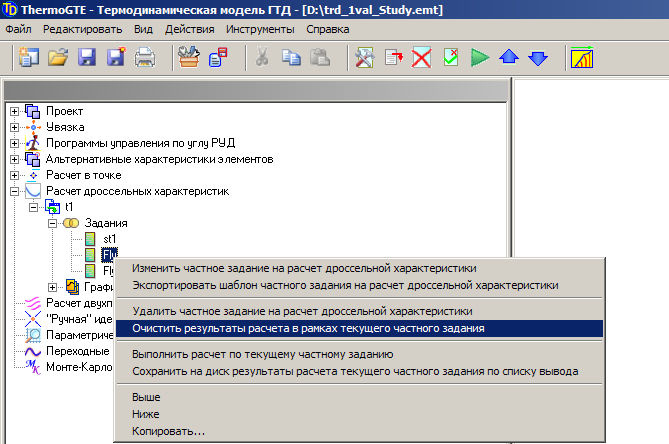 ThermoGTE - Термодинамическая модель ГТД - [D:\trd_1val_Study.emt]
Файл Редактировать Вид Действия Инструменты Справка
Проект
Увязка
Программы управления по углу РУД
Альтернативные характеристики элементов
Расчет в точке
Расчет дроссельных характеристик
t1
Задания
st1
Fly
Fl
Графи
Расчет двухп
"Ручная" иде
Параметриче
Переходные
Монте-Карло
Изменить частное задание на расчет дроссельной характеристики
Экспортировать шаблон частного задания на расчет дроссельной характеристики
Удалить частное задание на расчет дроссельной характеристики
Очистить результаты расчета в рамках текущего частного задания
Выполнить расчет по текущему частному заданию
Сохранить на диск результаты расчета текущего частного задания по списку вывода
Выше
Ниже
Копировать...